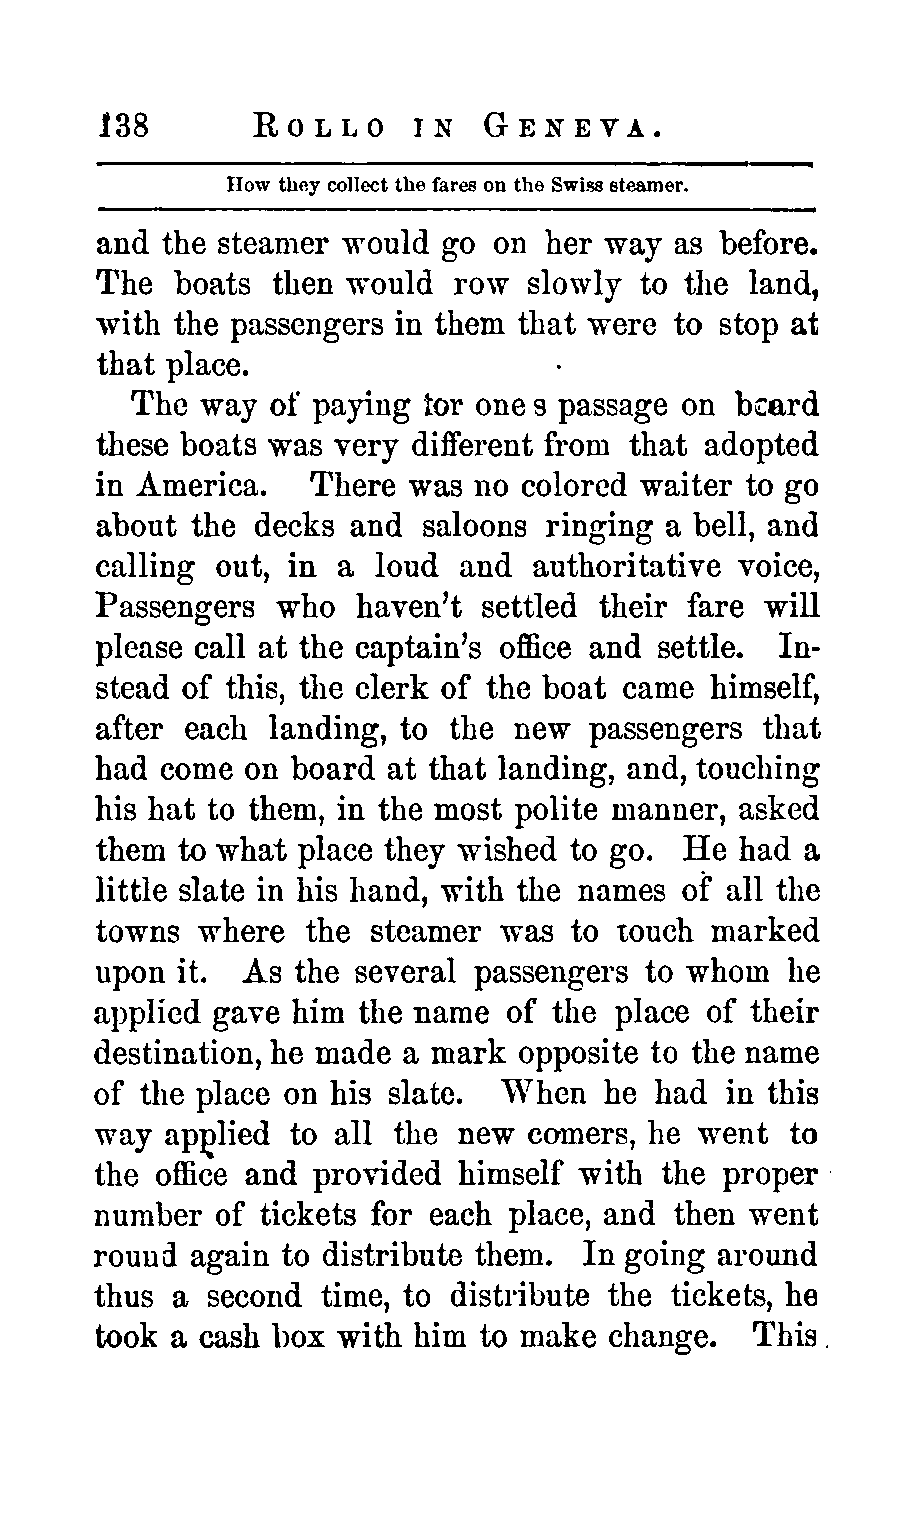 138 ROLLO IN GENEVA.
How they collect the fares on the Swiss steamer.
and the steamer would go on her way as before.
The boats then would row slowly to the land,
with the passengers in them that were to stop at
that place.
The way of paying for one s passage on board
these boats was very different from that adopted
in America. There was no colored waiter to go
about the decks and saloons ringing a bell, and
calling out, in a loud and authoritative voice,
Passengers who haven't settled their fare will
please call at the captain's office and settle. In-
stead of this, the clerk of the boat came himself,
after each landing, to the new passengers that
had come on board at that landing, and, touching
his hat to them, in the most polite manner, asked
them to what place they wished to go. He had a
little slate in his hand, with the names of all the
towns where the steamer was to touch marked
upon it. As the several passengers to whom he
applied gave him the name of the place of their
destination, he made a mark opposite to the name
of the place on his slate. When he had in this
way applied to all the new comers, he went to
the office and provided himself with the proper
number of tickets for each place, and then went
round again to distribute them. In going around
thus a second time, to distribute the tickets, he
took a cash box with him to make change. This